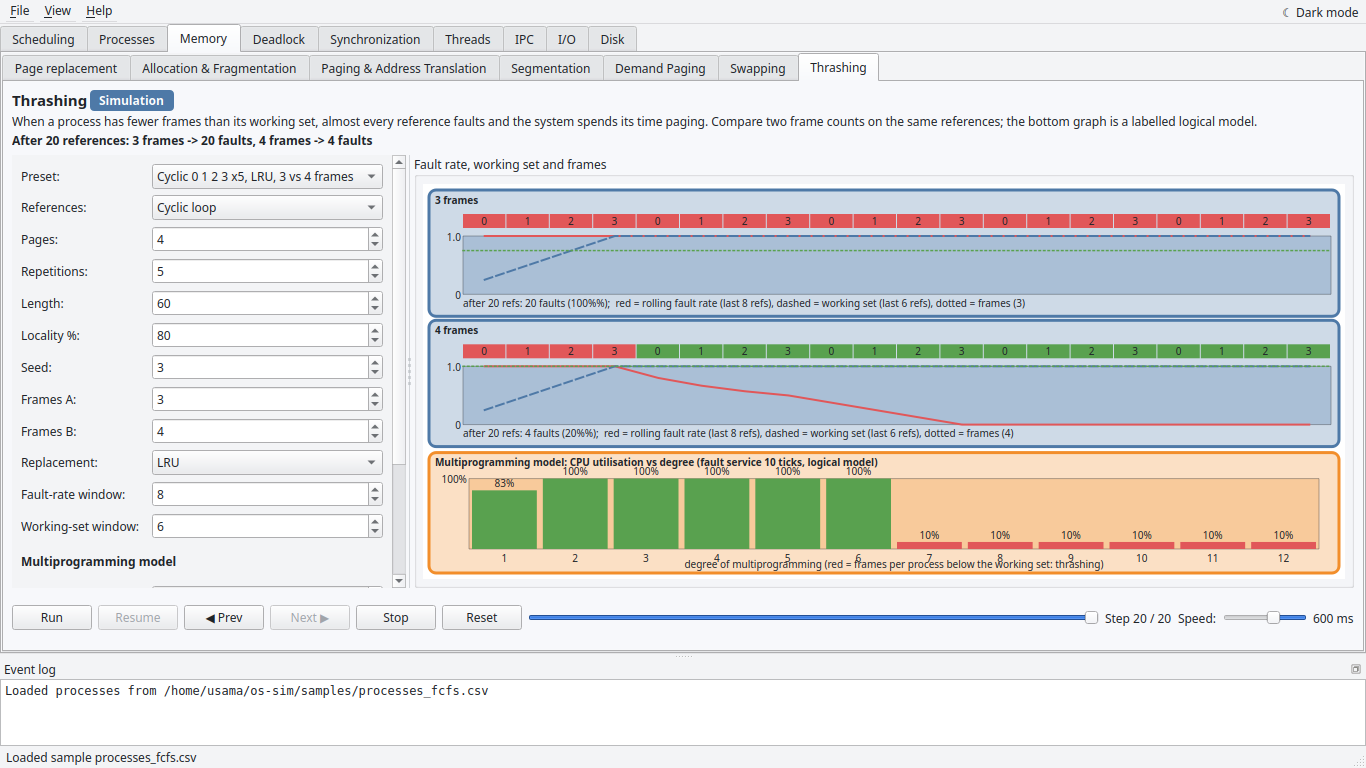 File View Help ☾ Dark mode
Scheduling Processes Memory Deadlock Synchronization Threads IPC I/O Disk
Page replacement Allocation & Fragmentation Paging & Address Translation Segmentation Demand Paging Swapping Thrashing
Thrashing Simulation
When a process has fewer frames than its working set, almost every reference faults and the system spends its time paging. Compare two frame counts on the same references; the bottom graph is a labelled logical model.
After 20 references: 3 frames -> 20 faults, 4 frames -> 4 faults
Preset: Cyclic 0 1 2 3 x5, LRU, 3 vs 4 frames
References: Cyclic loop
Pages: 4
Repetitions: 5
Length: 60
Locality %: 80
Seed: 3
Frames A: 3
Frames B: 4
Replacement: LRU
Fault-rate window: 8
Working-set window: 6
Multiprogramming model
Fault rate, working set and frames
3 frames
0 1 2 3 0 1 2 3 0 1 2 3 0 1 2 3 0 1 2 3
1.0
0
after 20 refs: 20 faults (100%%); red = rolling fault rate (last 8 refs), dashed = working set (last 6 refs), dotted = frames (3)
4 frames
0 1 2 3 0 1 2 3 0 1 2 3 0 1 2 3 0 1 2 3
1.0
0
after 20 refs: 4 faults (20%%); red = rolling fault rate (last 8 refs), dashed = working set (last 6 refs), dotted = frames (4)
Multiprogramming model: CPU utilisation vs degree (fault service 10 ticks, logical model)
100%
83% 100% 100% 100% 100% 100% 10% 10% 10% 10% 10% 10%
1 2 3 4 5 6 7 8 9 10 11 12
degree of multiprogramming (red = frames per process below the working set: thrashing)
Run Resume ◀ Prev Next ▶ Stop Reset Step 20 / 20 Speed: 600 ms
Event log
Loaded processes from /home/usama/os-sim/samples/processes_fcfs.csv
Loaded sample processes_fcfs.csv